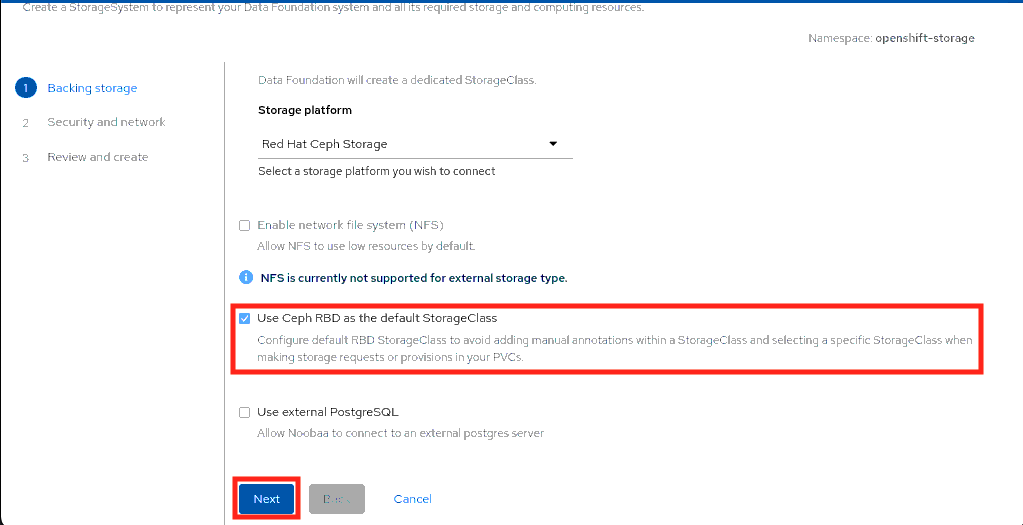 Create a StorageSystem to represent your Data Foundation system and all its required storage and computing resources.
Namespace: openshift-storage
1 Backing storage
2 Security and network
3 Review and create
Data Foundation will create a dedicated StorageClass.
Storage platform
Red Hat Ceph Storage
Select a storage platform you wish to connect
Enable network file system (NFS)
Allow NFS to use low resources by default.
NFS is currently not supported for external storage type.
Use Ceph RBD as the default StorageClass
Configure default RBD StorageClass to avoid adding manual annotations within a StorageClass and selecting a specific StorageClass when
making storage requests or provisions in your PVCs.
Use external PostgreSQL
Allow Noobaa to connect to an external postgres server
Next
Cancel